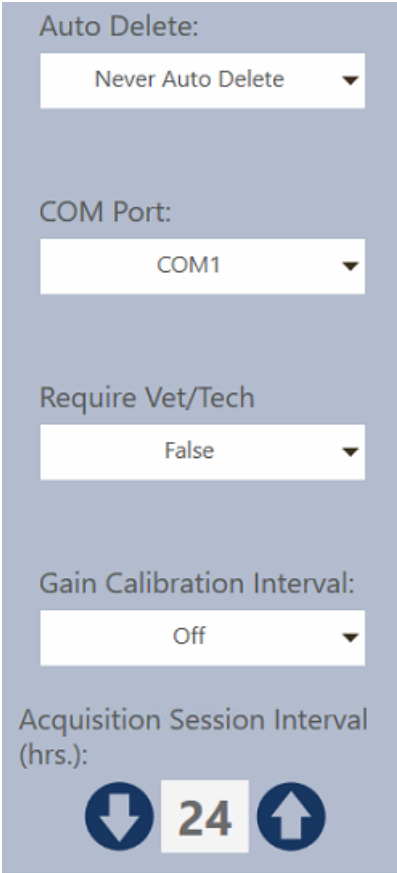 Auto Delete:
Never Auto Delete
COM Port:
COM1
Require Vet/Tech
False
Gain Calibration Interval:
Off
Acquisition Session Interval
(hrs.):
24